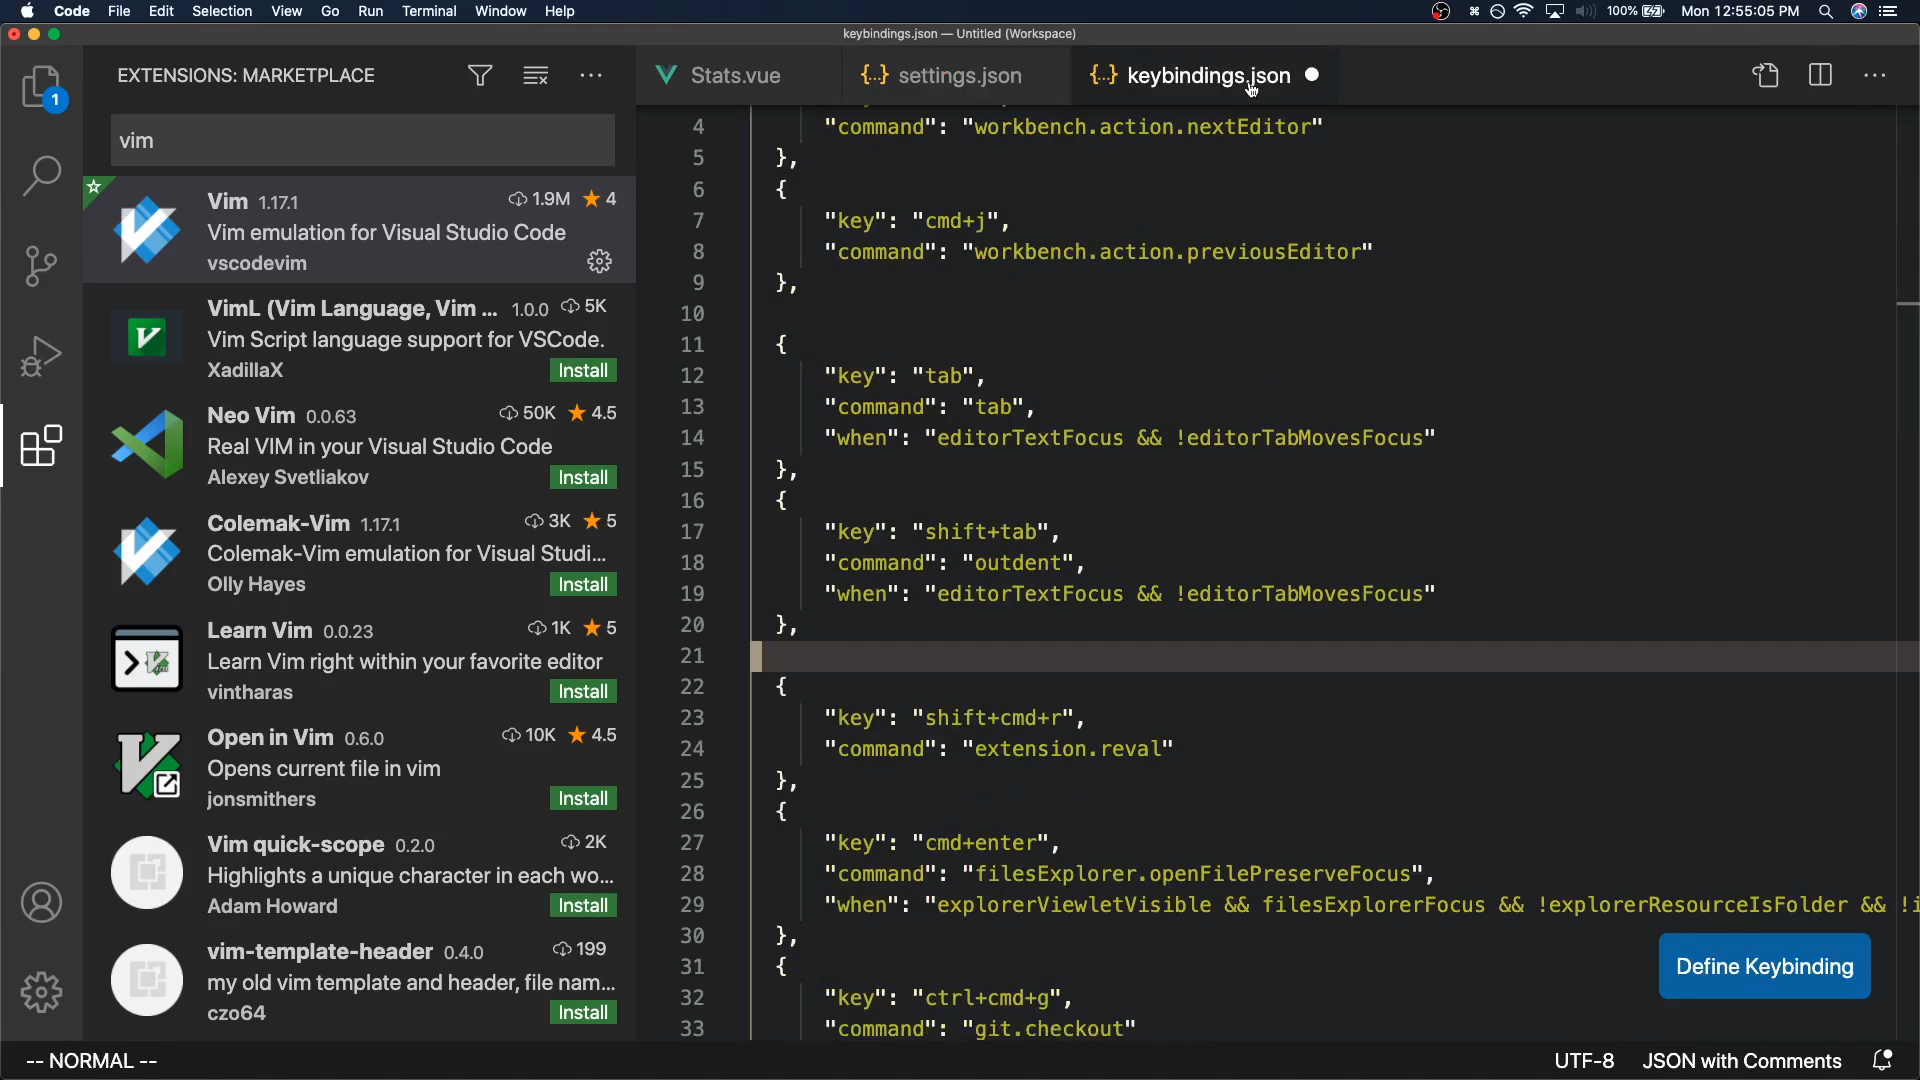 Code File Edit Selection View Go Run Terminal Window Help 100% Mon 12:55:05 PM
keybindings.json — Untitled (Workspace)
EXTENSIONS: MARKETPLACE
vim
Vim 1.17.1 1.9M 4
Vim emulation for Visual Studio Code
vscodevim
VimL (Vim Language, Vim ... 1.0.0 5K
Vim Script language support for VSCode.
XadillaX Install
Neo Vim 0.0.63 50K 4.5
Real VIM in your Visual Studio Code
Alexey Svetliakov Install
Colemak-Vim 1.17.1 3K 5
Colemak-Vim emulation for Visual Studi...
Olly Hayes Install
Learn Vim 0.0.23 1K 5
Learn Vim right within your favorite editor
vintharas Install
Open in Vim 0.6.0 10K 4.5
Opens current file in vim
jonsmithers Install
Vim quick-scope 0.2.0 2K
Highlights a unique character in each wo...
Adam Howard Install
vim-template-header 0.4.0 199
my old vim template and header, file nam...
czo64 Install
1
Stats.vue {..} settings.json {..} keybindings.json
4 "command": "workbench.action.nextEditor"
5 },
6 {
7 "key": "cmd+j",
8 "command": "workbench.action.previousEditor"
9 },
10
11 {
12 "key": "tab",
13 "command": "tab",
14 "when": "editorTextFocus && !editorTabMovesFocus"
15 },
16 {
17 "key": "shift+tab",
18 "command": "outdent",
19 "when": "editorTextFocus && !editorTabMovesFocus"
20 },
21
22 {
23 "key": "shift+cmd+r",
24 "command": "extension.reval"
25 },
26 {
27 "key": "cmd+enter",
28 "command": "filesExplorer.openFilePreserveFocus",
29 "when": "explorerViewletVisible && filesExplorerFocus && !explorerResourceIsFolder && !i
30 },
31 {
32 "key": "ctrl+cmd+g",
33 "command": "git.checkout"
Define Keybinding
-- NORMAL -- UTF-8 JSON with Comments